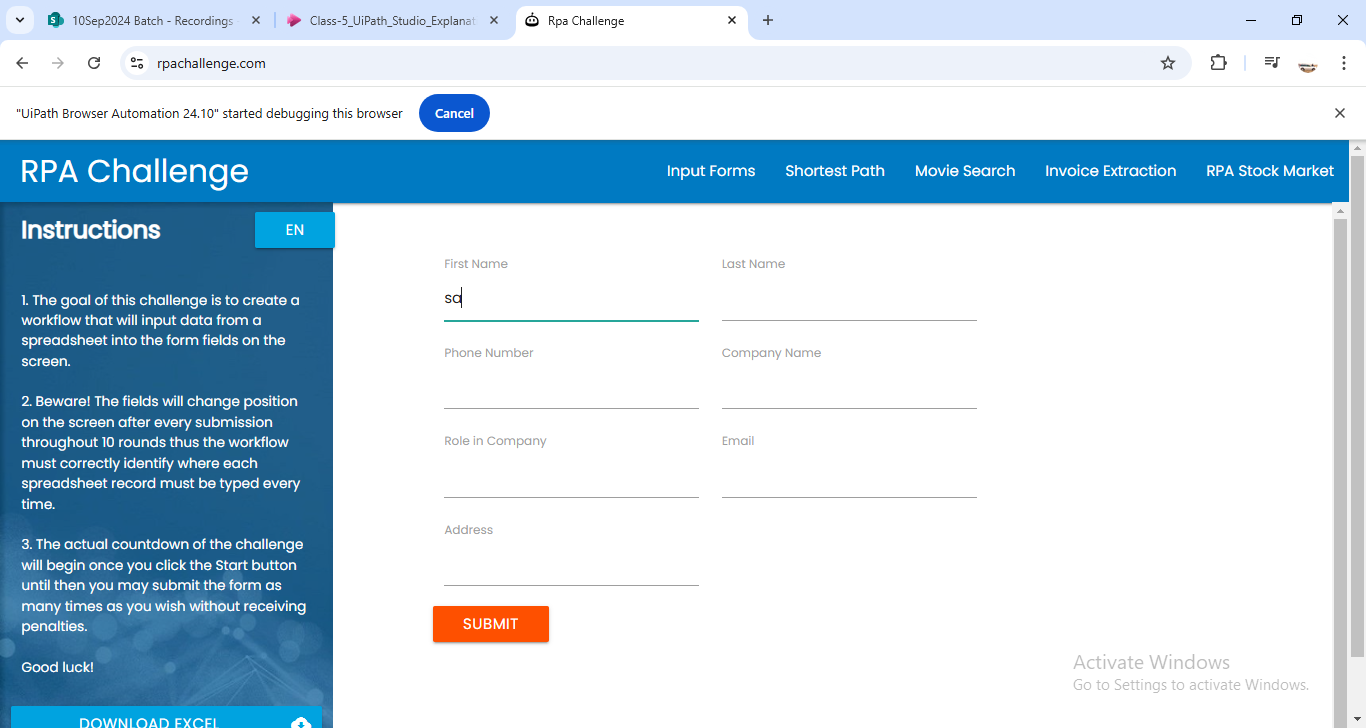 10Sep2024 Batch - Recordings
Class-5_UiPath_Studio_Explanat
Rpa Challenge
rpachallenge.com
"UiPath Browser Automation 24.10" started debugging this browser
Cancel
RPA Challenge
Input Forms
Shortest Path
Movie Search
Invoice Extraction
RPA Stock Market
Instructions
EN
1. The goal of this challenge is to create a
workflow that will input data from a
spreadsheet into the form fields on the
screen.
2. Beware! The fields will change position
on the screen after every submission
throughout 10 rounds thus the workflow
must correctly identify where each
spreadsheet record must be typed every
time.
3. The actual countdown of the challenge
will begin once you click the Start button
until then you may submit the form as
many times as you wish without receiving
penalties.
Good luck!
DOWNLOAD EXCEL
First Name
Last Name
sa
Phone Number
Company Name
Role in Company
Email
Address
SUBMIT
Activate Windows
Go to Settings to activate Windows.